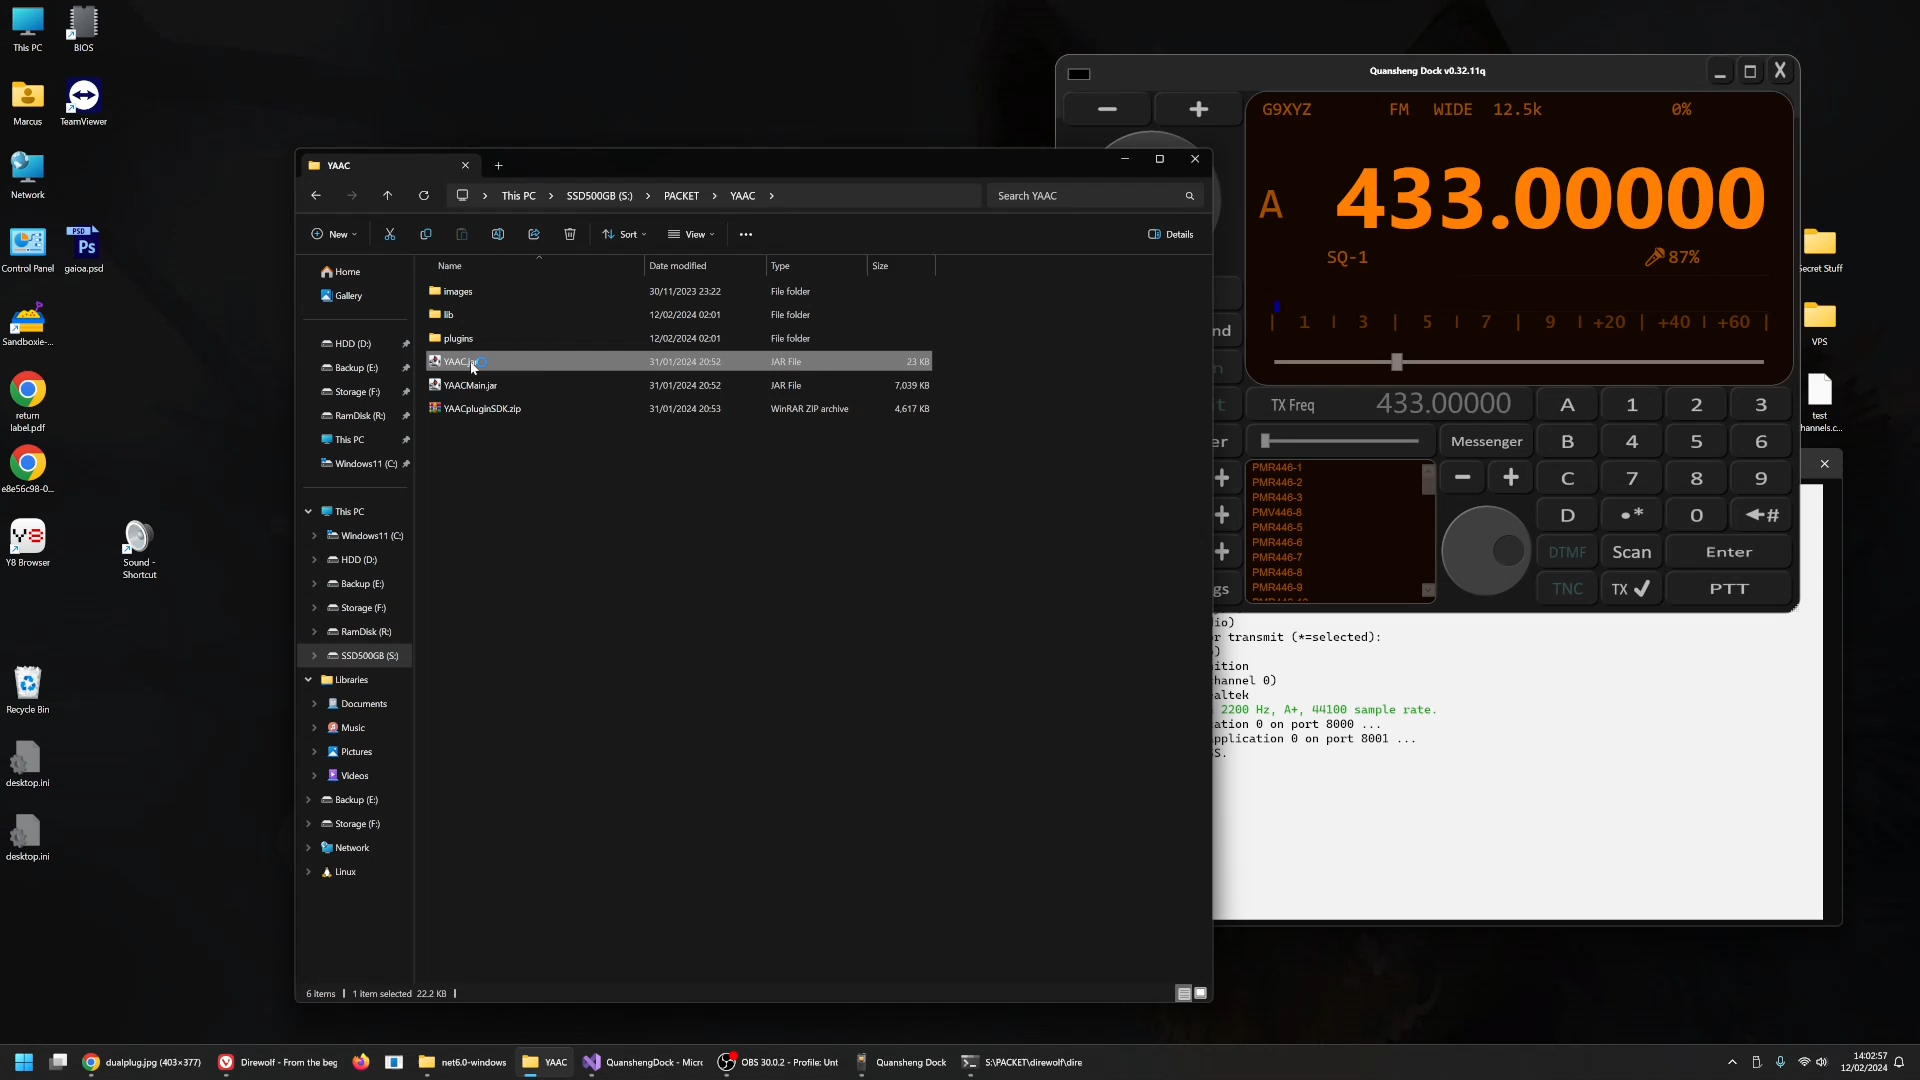 This PC
BIOS
Marcus
TeamViewer
Network
Control Panel
gaioa.psd
Sandboxie-...
return
label.pdf
e8e56c98-0...
Y8 Browser
Sound -
Shortcut
Recycle Bin
desktop.ini
desktop.ini
YAAC
This PC
SSD500GB (S:)
PACKET
YAAC
Search YAAC
New
Sort
View
Details
Name
Date modified
Type
Size
images
30/11/2023 23:22
File folder
lib
12/02/2024 02:01
File folder
plugins
12/02/2024 02:01
File folder
YAAC.jar
31/01/2024 20:52
JAR File
23 KB
YAACMain.jar
31/01/2024 20:52
JAR File
7,039 KB
YAACpluginSDK.zip
31/01/2024 20:53
WinRAR ZIP archive
4,617 KB
Home
Gallery
HDD (D:)
Backup (E:)
Storage (F:)
RamDisk (R:)
This PC
Windows11 (C:)
This PC
Windows11 (C:)
HDD (D:)
Backup (E:)
Storage (F:)
RamDisk (R:)
SSD500GB (S:)
Libraries
Documents
Music
Pictures
Videos
Backup (E:)
Storage (F:)
Network
Linux
6 items
1 item selected 22.2 KB
Quansheng Dock v0.32.11q
G9XYZ FM WIDE 12.5k 0%
A 433.00000
SQ-1 87%
1 3 5 7 9 +20 +40 +60
TX Freq 433.00000
A 1 2 3
Messenger B 4 5 6
C 7 8 9
D •* 0 #
DTMF Scan Enter
TNC TX PTT
PMR446-1
PMR446-2
PMR446-3
PMV446-8
PMR446-5
PMR446-6
PMR446-7
PMR446-8
PMR446-9
PMR446-10
nd
er
gs
io)
r transmit (*=selected):
)
ition
hannel 0)
altek
2200 Hz, A+, 44100 sample rate.
ation 0 on port 8000 ...
pplication 0 on port 8001 ...
S.
ecret Stuff
VPS
test
hannels.c...
dualplug.jpg (403×377)
Direwolf - From the beg
net6.0-windows
YAAC
QuanshengDock - Micr
OBS 30.0.2 - Profile: Unt
Quansheng Dock
S:\PACKET\direwolf\dire
14:02:57
12/02/2024